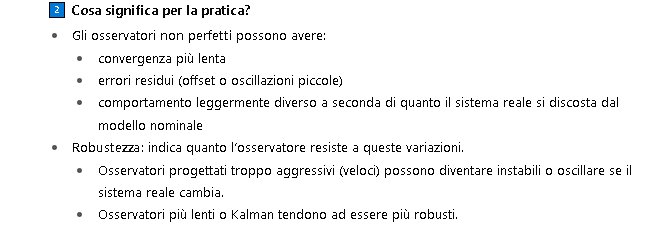 2 Cosa significa per la pratica?
Gli osservatori non perfetti possono avere:
convergenza più lenta
errori residui (offset o oscillazioni piccole)
comportamento leggermente diverso a seconda di quanto il sistema reale si discosta dal
modello nominale
Robustezza: indica quanto l'osservatore resiste a queste variazioni.
Osservatori progettati troppo aggressivi (veloci) possono diventare instabili o oscillare se il
sistema reale cambia.
Osservatori più lenti o Kalman tendono ad essere più robusti.